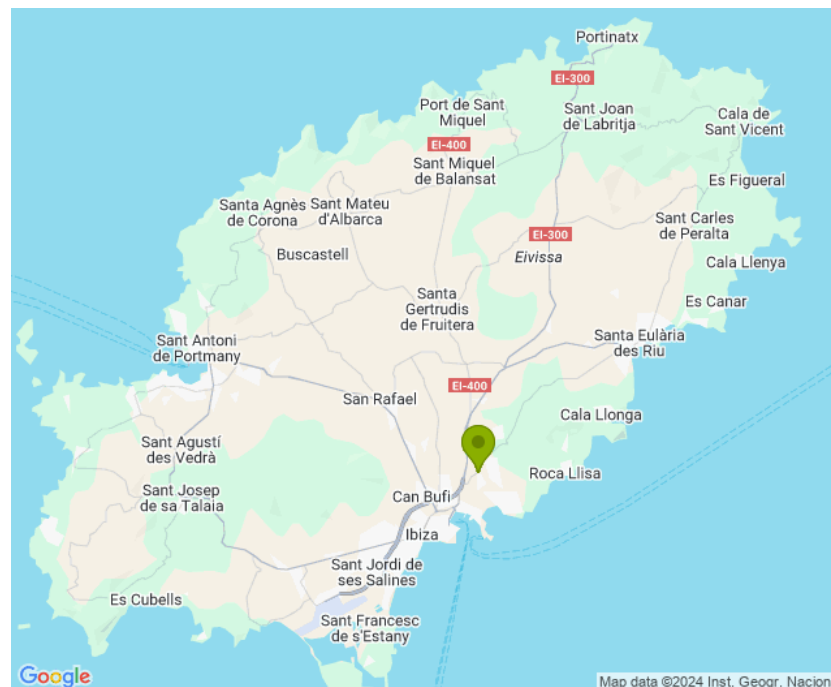 Portinatx
EI-300
Port de Sant
Miquel
Sant Joan
de Labritja
Cala de
Sant Vicent
EI-400
Sant Miquel
de Balansat
Es Figueral
Santa Agnès
de Corona
Sant Mateu
d'Albarca
Sant Carles
de Peralta
EI-300
Buscastell
Eivissa
Cala Llenya
Santa
Gertrudis
de Fruitera
Es Canar
Sant Antoni
de Portmany
Santa Eulària
des Riu
EI-400
San Rafael
Cala Llonga
Sant Agustí
des Vedrà
Roca Llisa
Sant Josep
de sa Talaia
Can Bufi
Ibiza
Sant Jordi de
ses Salines
Es Cubells
Sant Francesc
de s'Estany
Google
Map data ©2024 Inst. Geogr. Nacion